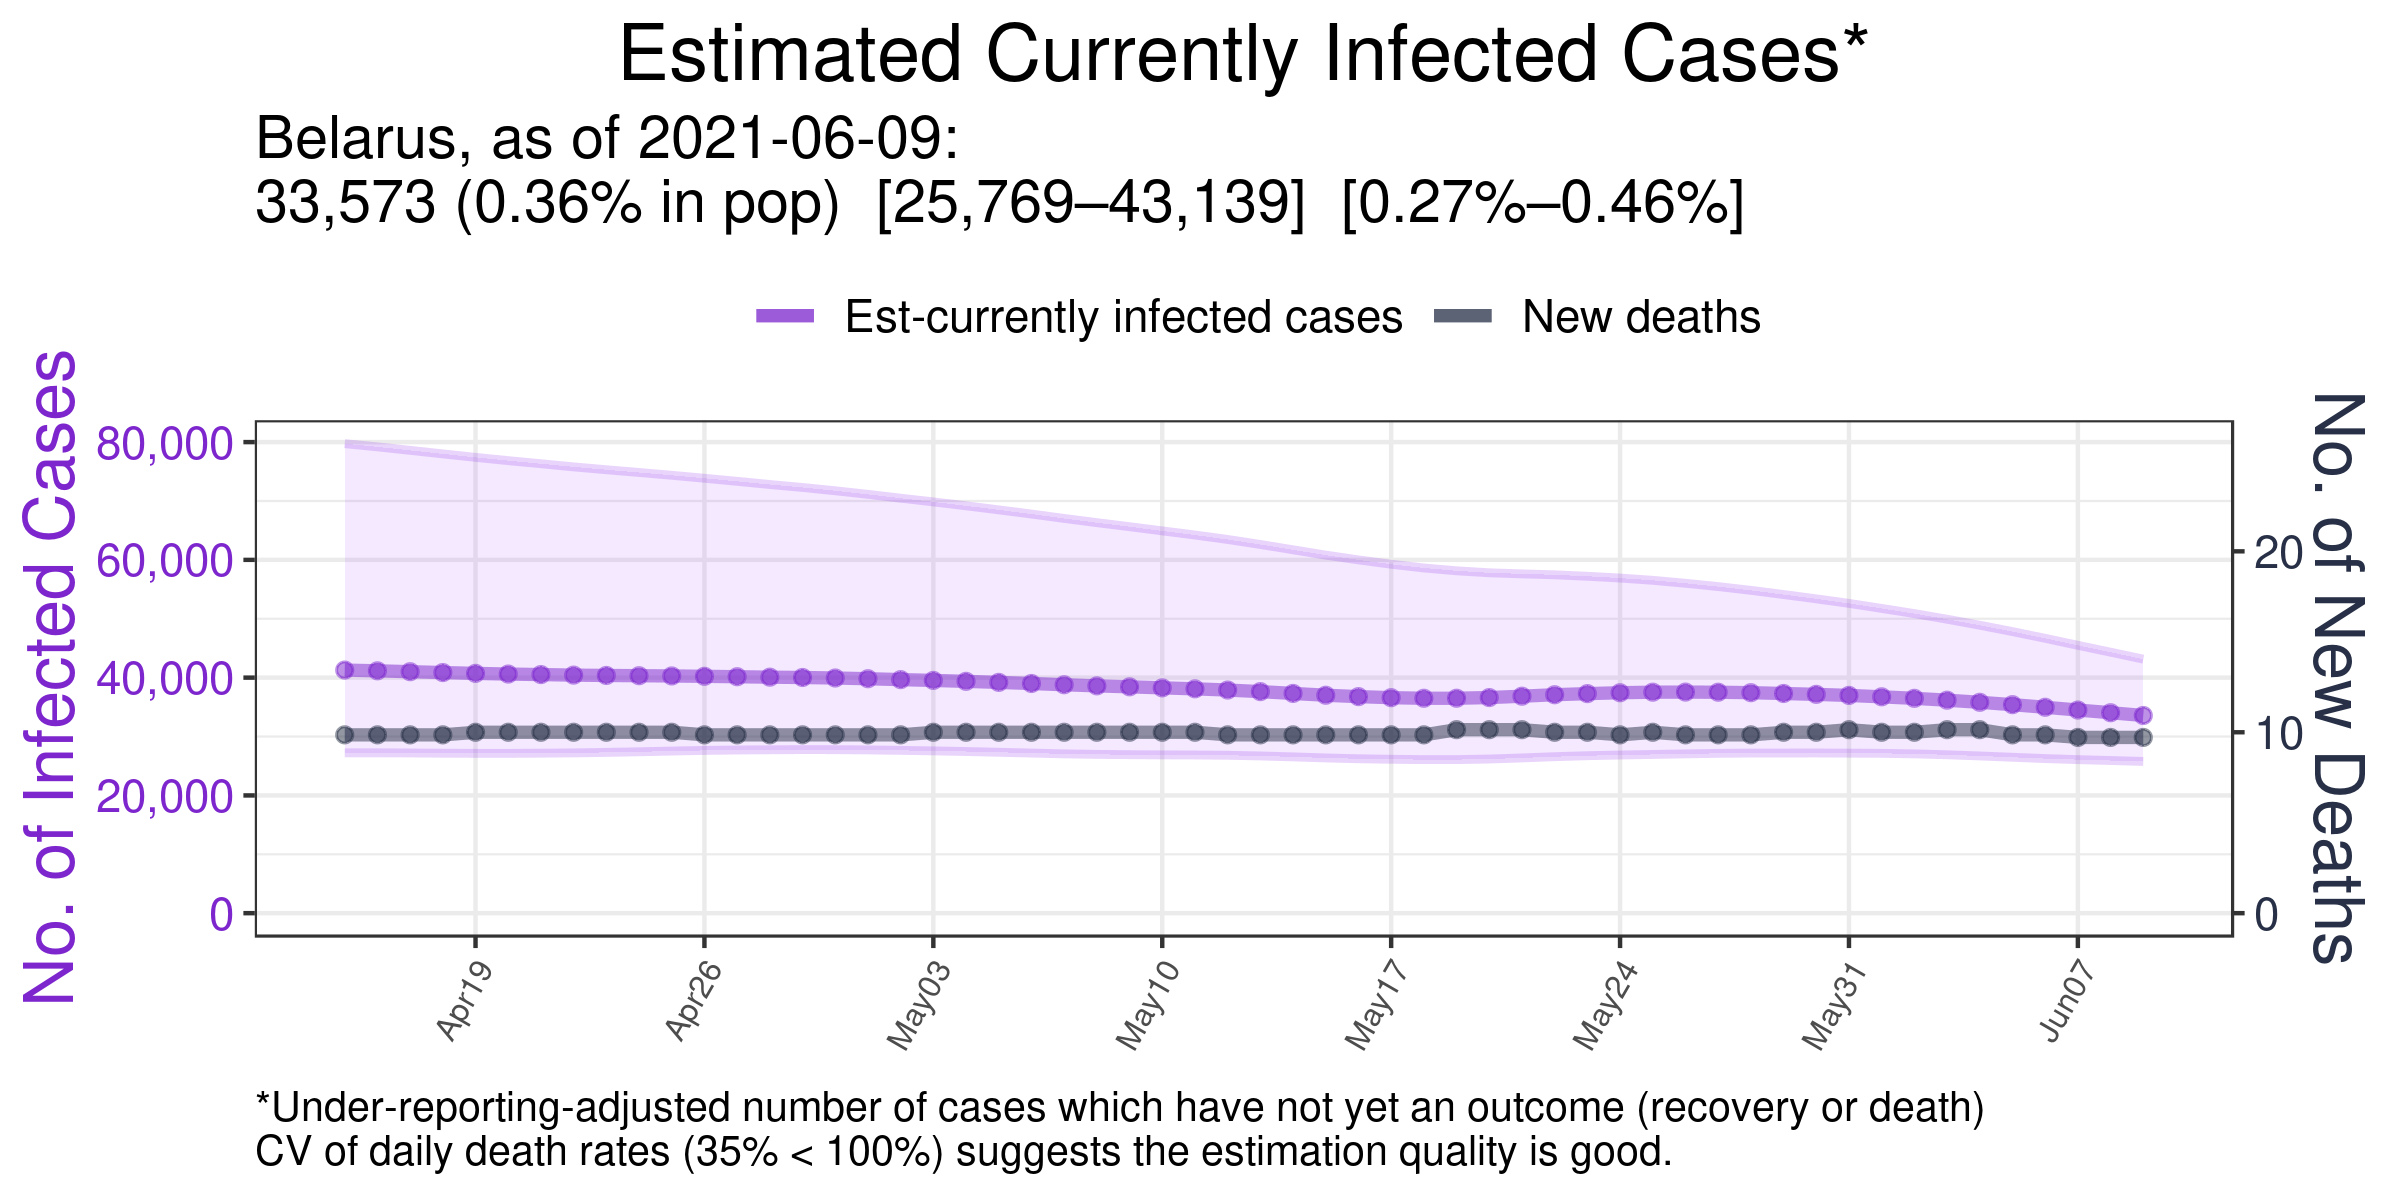 Estimated Currently Infected Cases*
Belarus, as of 2021-06-09:
33,573 (0.36% in pop)  [25,769–43,139]  [0.27%–0.46%]
Est-currently infected cases
New deaths
No. of Infected Cases
80,000
60,000
40,000
20,000
0
No. of New Deaths
20
10
0
Apr19
Apr26
May03
May10
May17
May24
May31
Jun07
*Under-reporting-adjusted number of cases which have not yet an outcome (recovery or death)
CV of daily death rates (35% < 100%) suggests the estimation quality is good.